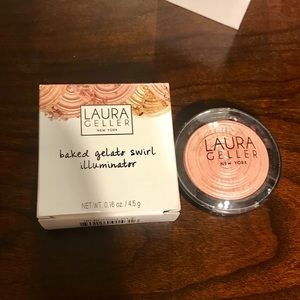 LAURA
GELLER
NEW YORK
baked gelato swirl
illuminator
NET WT. 0.16 oz. / 4.5 g
LAURA
GELLER
NEW YORK